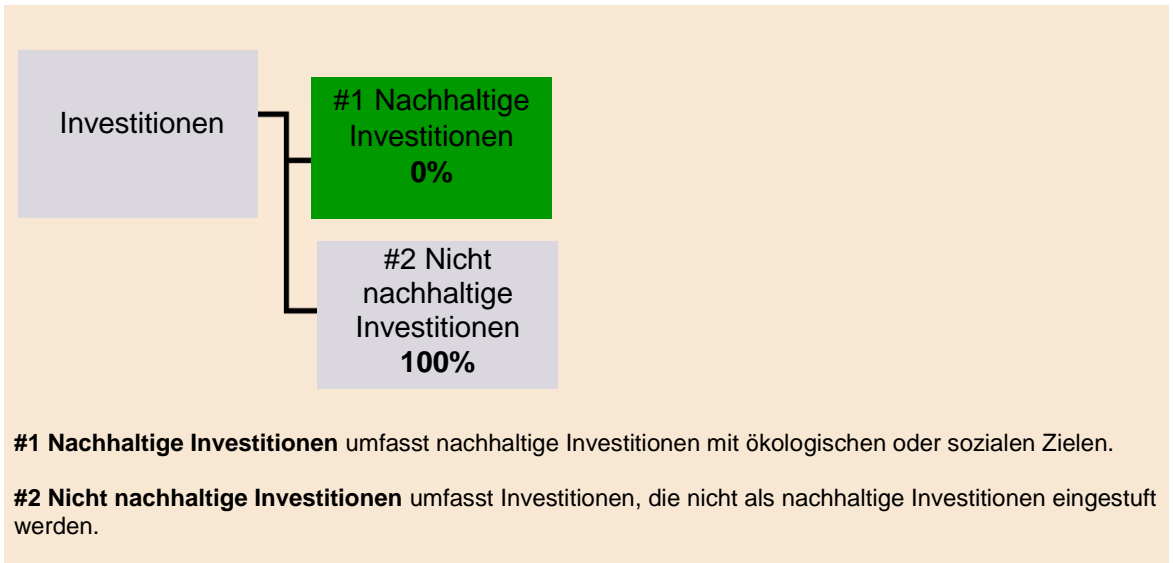 Investitionen
#1 Nachhaltige
Investitionen
0%
#2 Nicht
nachhaltige
Investitionen
100%
#1 Nachhaltige Investitionen umfasst nachhaltige Investitionen mit ökologischen oder sozialen Zielen.
#2 Nicht nachhaltige Investitionen umfasst Investitionen, die nicht als nachhaltige Investitionen eingestuft
werden.